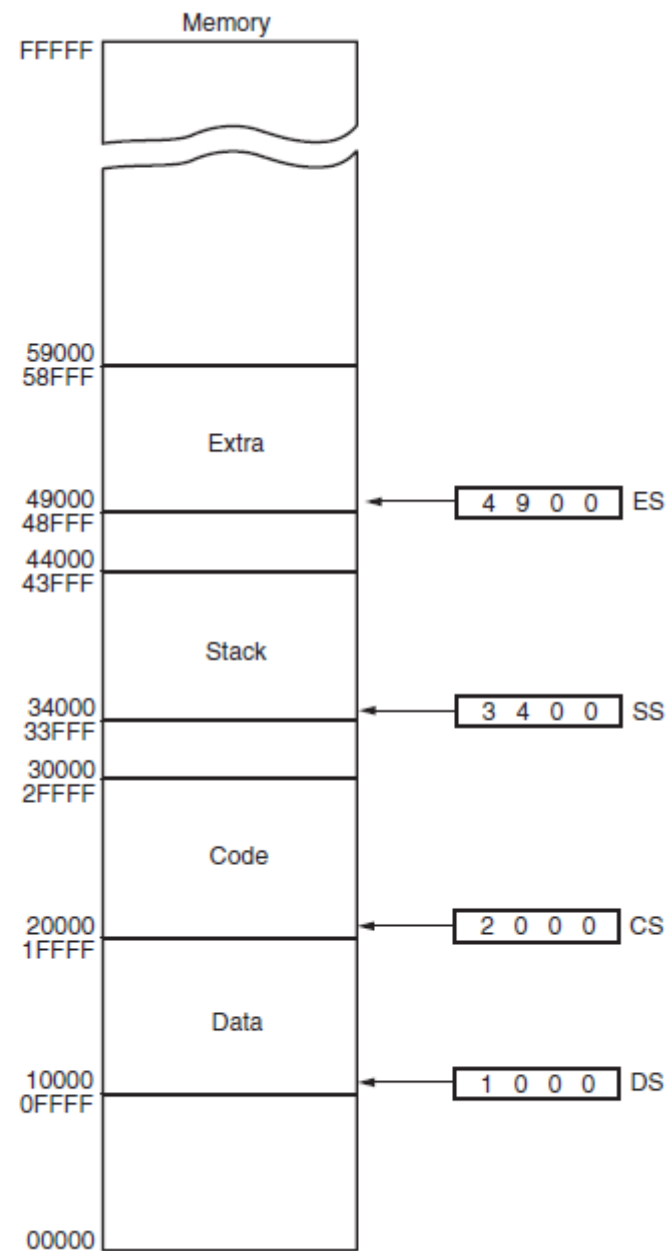 Memory
FFFFF
59000
58FFF
Extra
49000
48FFF
4 9 0 0 ES
44000
43FFF
Stack
34000
33FFF
3 4 0 0 SS
30000
2FFFF
Code
20000
1FFFF
2 0 0 0 CS
Data
10000
0FFFF
1 0 0 0 DS
00000